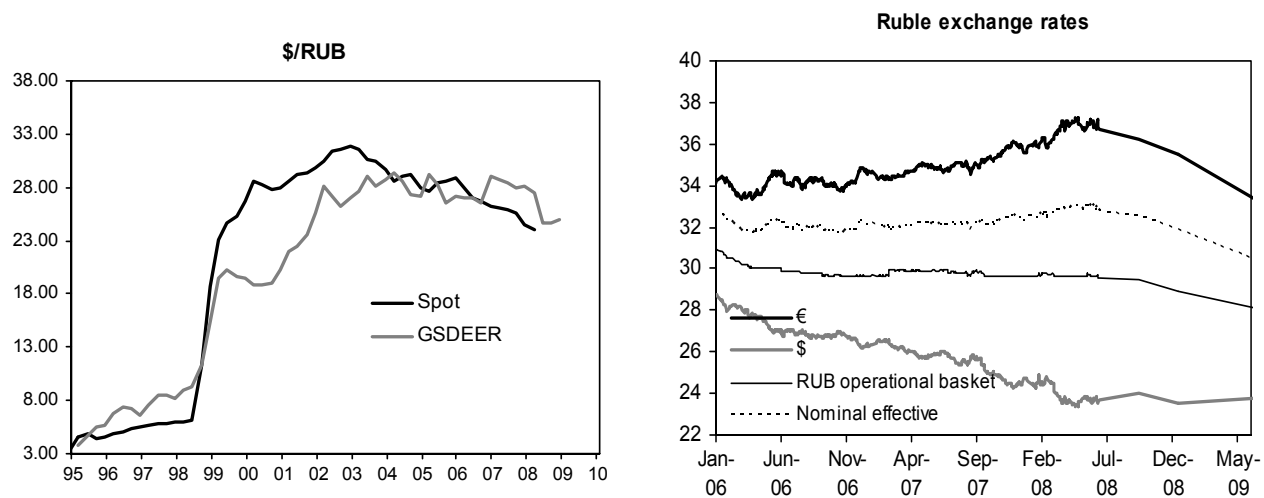 $/RUB
38.00
33.00
28.00
23.00
18.00
13.00
8.00
3.00
95 96 97 98 99 00 01 02 03 04 05 06 07 08 09 10
Spot
GSDEER
Ruble exchange rates
40
38
36
34
32
30
28
26
24
22
€
$
RUB operational basket
Nominal effective
Jan- Jun- Nov- Apr- Sep- Feb- Jul- Dec- May-
06 06 06 07 07 08 08 08 09